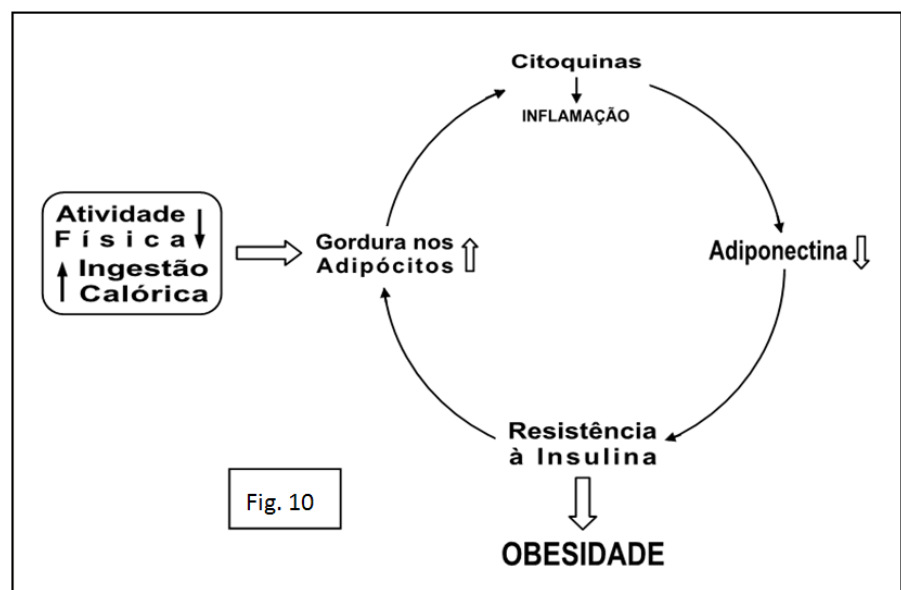 Citoquinas
INFLAMAÇÃO
Atividade
Física
Ingestão
Calórica
Gordura nos
Adipócitos
Adiponectina
Resistência
à Insulina
Fig. 10
OBESIDADE